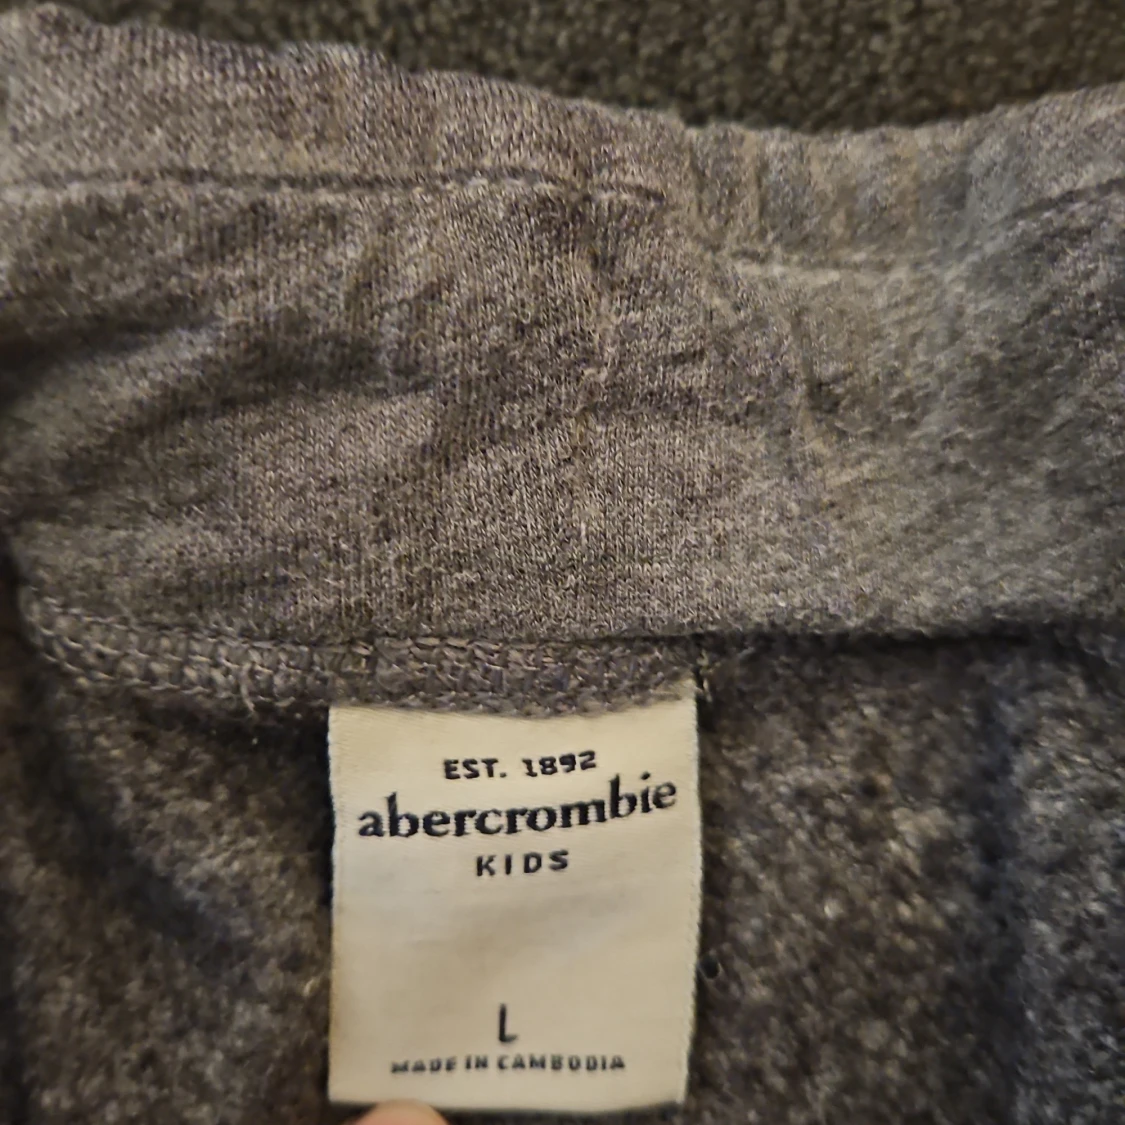 EST. 1892
abercrombie
KIDS
L
MADE IN CAMBODIA